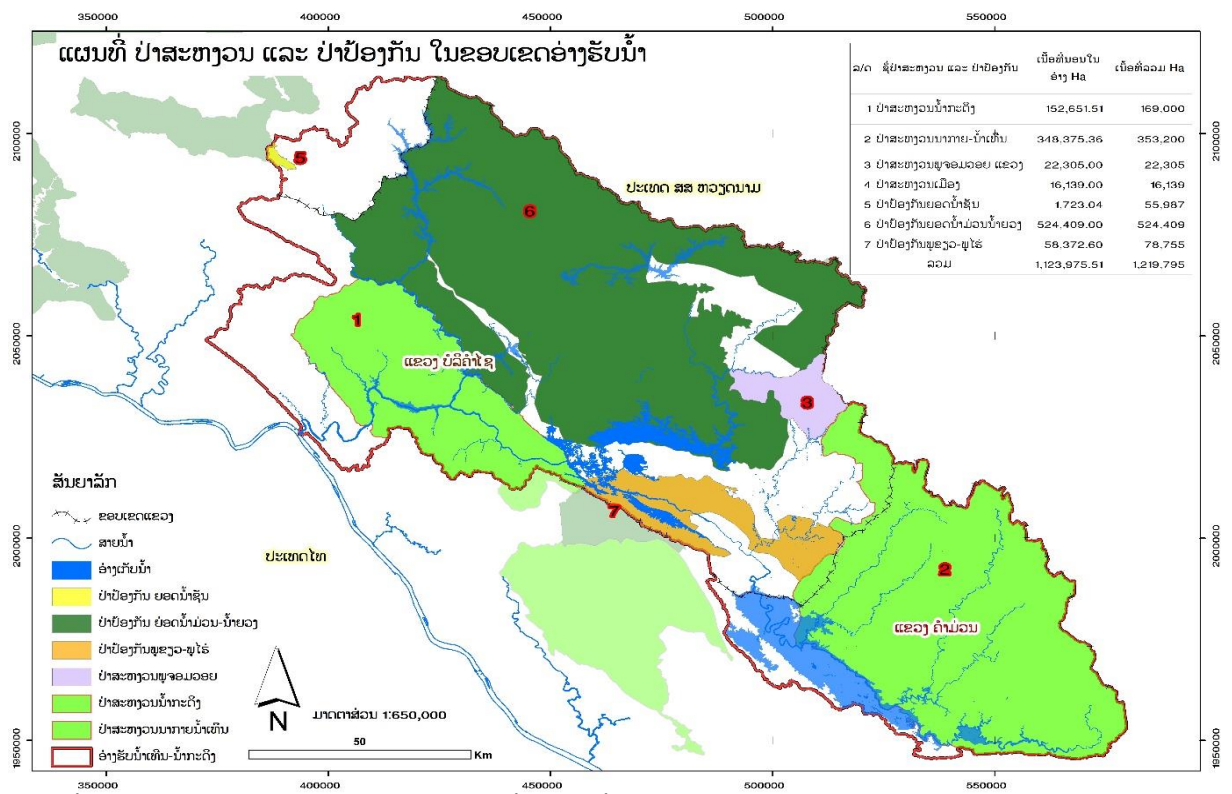 350000 400000 450000 500000 550000
ແຜນທີ່ ປ່າສະຫງວນ ແລະ ປ່າປ້ອງກັນ ໃນຂອບເຂດອ່າງຮັບນ້ຳ
ລ/ດ ຊື່ປ່າສະຫງວນ ແລະ ປ່າປ້ອງກັນ ເນື້ອທີ່ນອນໃນອ່າງ Ha ເນື້ອທີ່ລວມ Ha
1 ປ່າສະຫງວນນ້ຳກະດິງ 152,651.51 169,000
2 ປ່າສະຫງວນນາກາຍ-ນ້ຳເທີນ 348,375.36 353,200
3 ປ່າສະຫງວນພູຈອມວອຍ ແຂວງ 22,305.00 22,305
4 ປ່າສະຫງວນເມືອງ 16,139.00 16,139
5 ປ່າປ້ອງກັນຍອດນ້ຳຊັນ 1,723.04 55,987
6 ປ່າປ້ອງກັນຍອດນ້ຳມ່ວນນ້ຳຍວງ 524,409.00 524,409
7 ປ່າປ້ອງກັນພູຂຽວ-ພູໄຮ່ 58,372.60 78,755
ລວມ 1,123,975.51 1,219,795
2100000 2100000
5
ປະເທດ ສສ ຫວຽດນາມ
6
2050000 2050000
1
ແຂວງ ບໍລິຄຳໄຊ
3
7
2000000 2000000
ປະເທດໄທ
2
ແຂວງ ຄຳມ່ວນ
ສັນຍາລັກ
ຂອບເຂດແຂວງ
ສາຍນ້ຳ
ອ່າງເກັບນ້ຳ
ປ່າປ້ອງກັນ ຍອດນ້ຳຊັນ
ປ່າປ້ອງກັນ ຍອດນ້ຳມ່ວນ-ນ້ຳຍວງ
ປ່າປ້ອງກັນພູຂຽວ-ພູໄຮ່
ປ່າສະຫງວນພູຈອມວອຍ
ປ່າສະຫງວນນ້ຳກະດິງ
ປ່າສະຫງວນນາກາຍນ້ຳເທີນ
ອ່າງຮັບນ້ຳເທີນ-ນ້ຳກະດິງ
N
ມາດຕາສ່ວນ 1:650,000
50
Km
1950000 1950000
350000 400000 450000 500000 550000